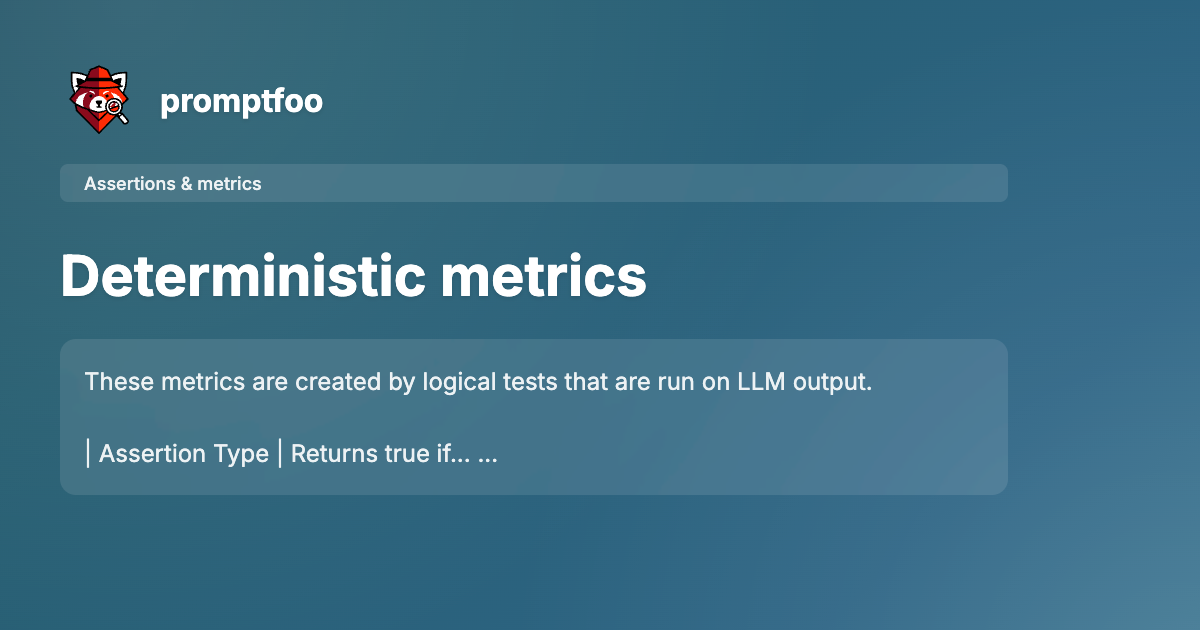 promptfoo
Assertions & metrics
Deterministic metrics
These metrics are created by logical tests that are run on LLM output.
| Assertion Type | Returns true if... ...